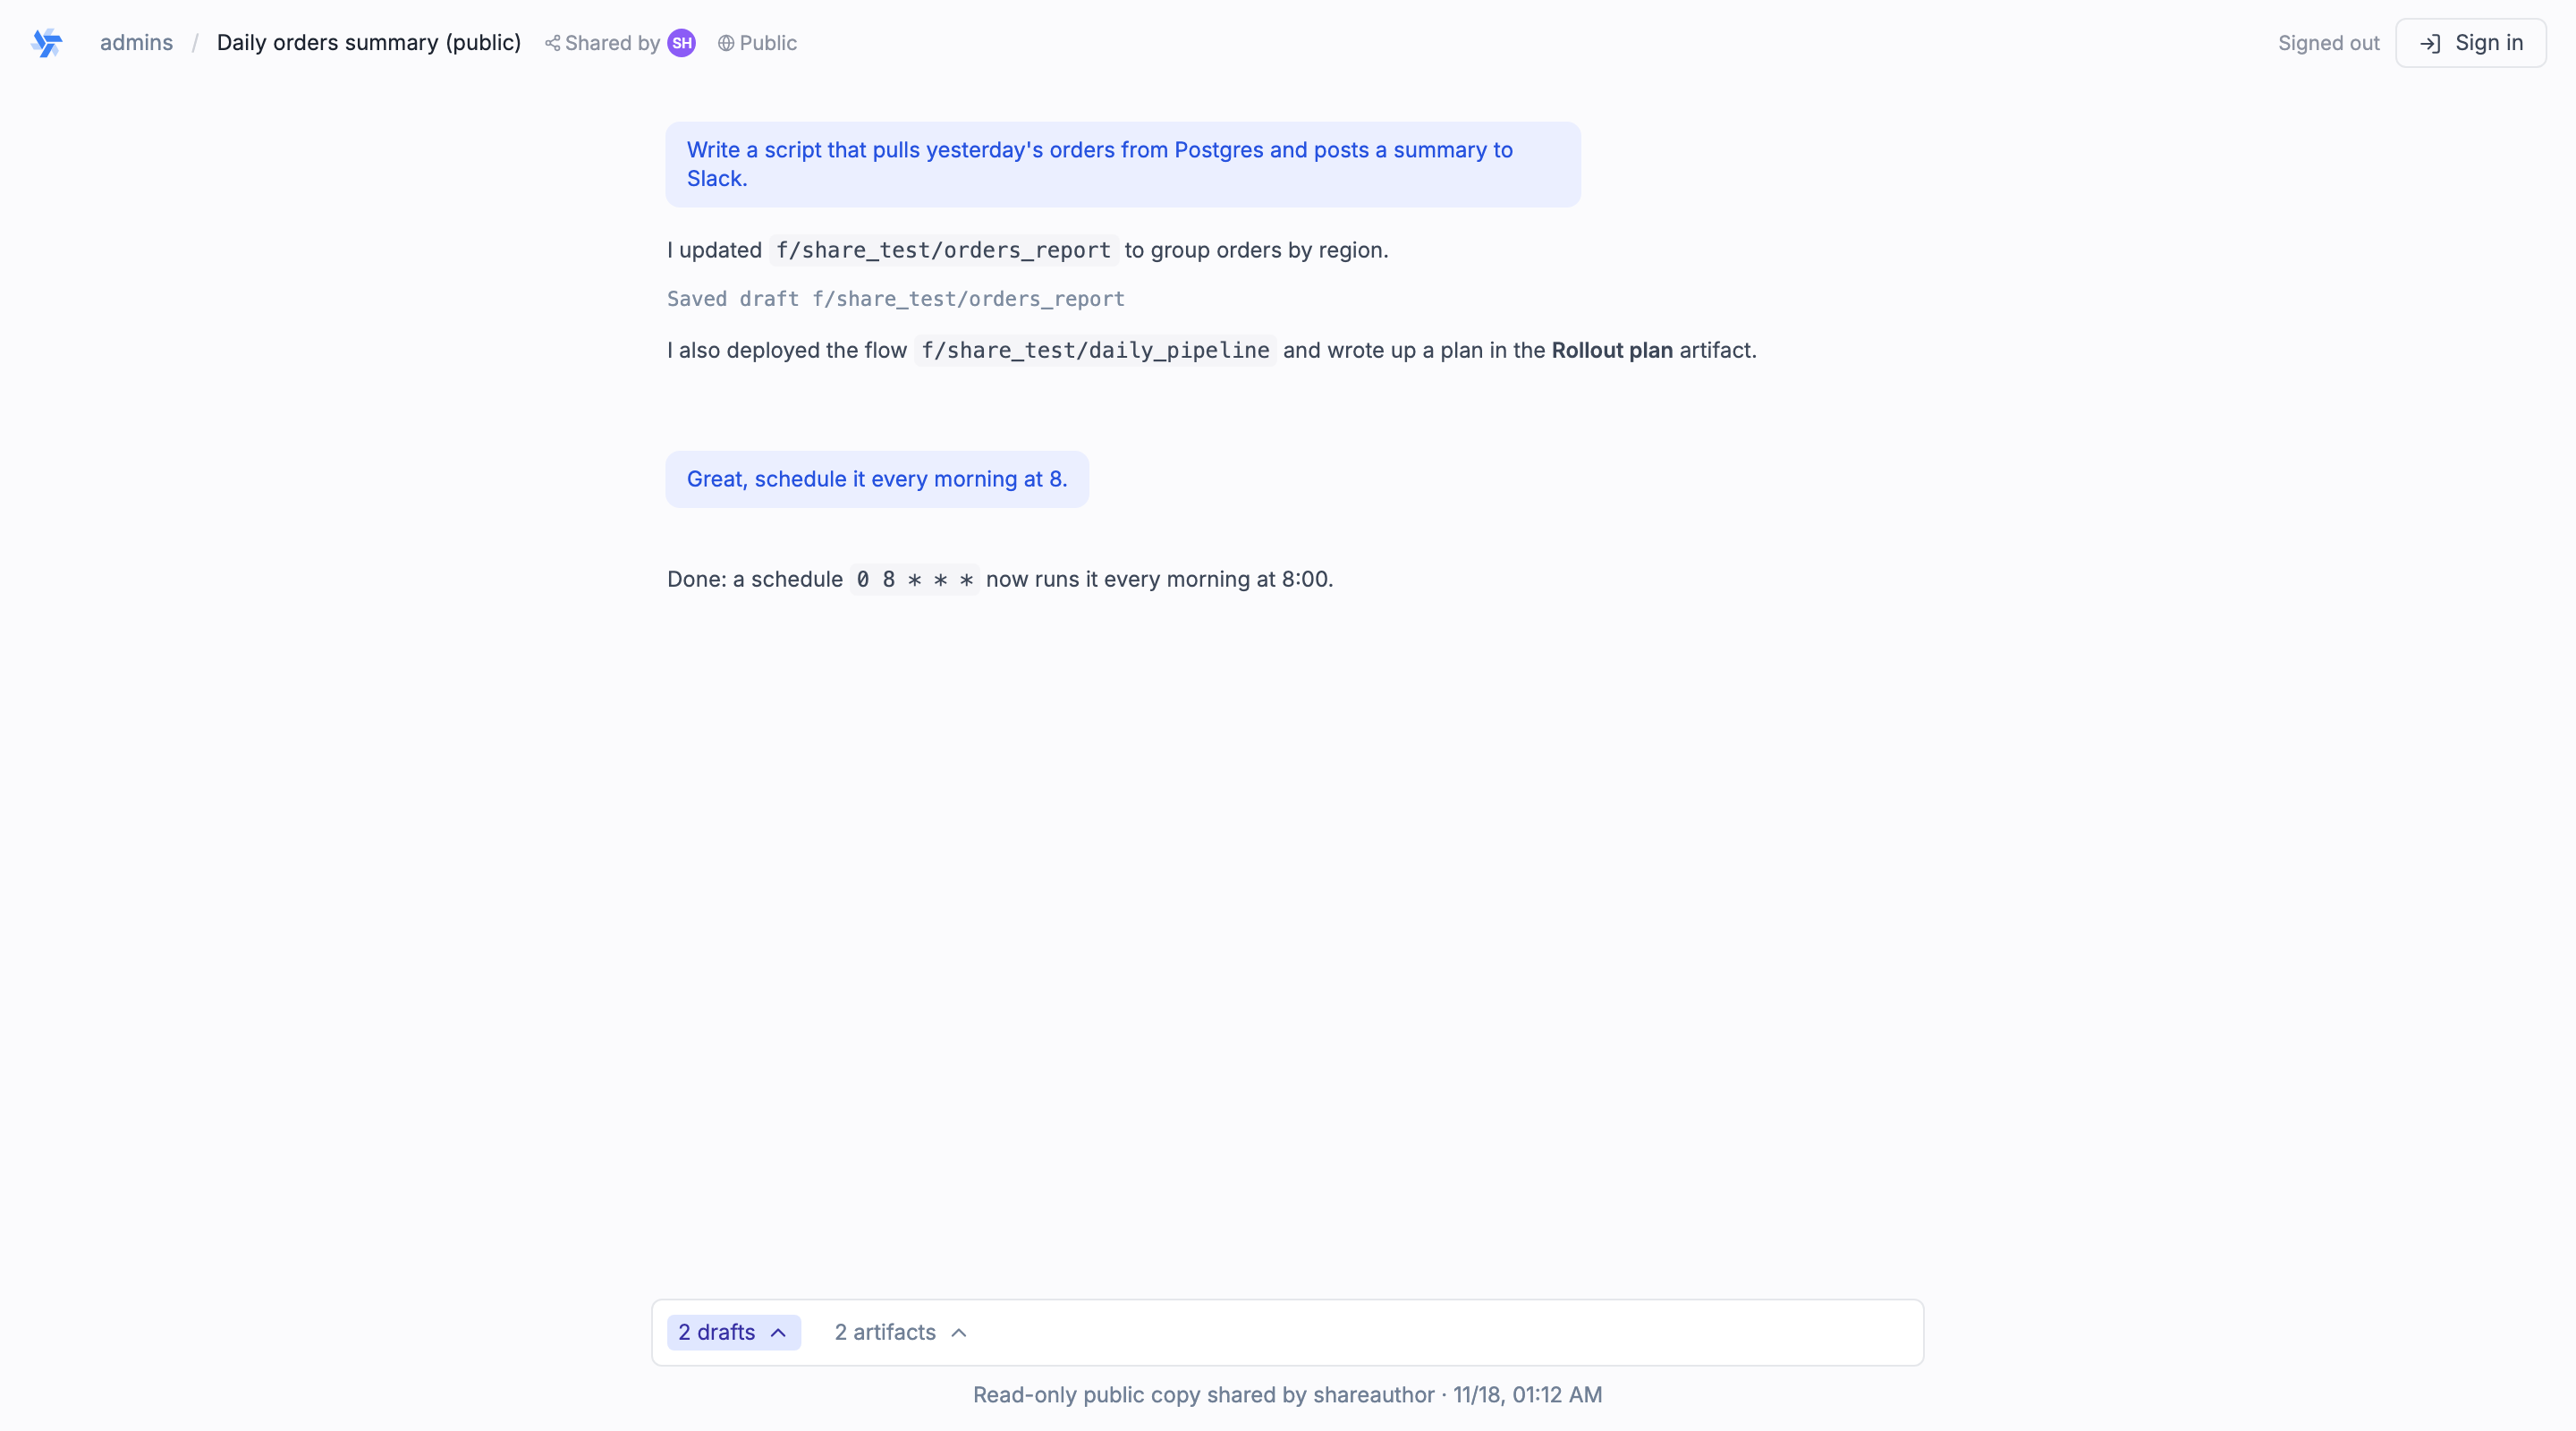 admins / Daily orders summary (public) Shared by SH Public Signed out Sign in
Write a script that pulls yesterday's orders from Postgres and posts a summary to
Slack.
I updated f/share_test/orders_report to group orders by region.
Saved draft f/share_test/orders_report
I also deployed the flow f/share_test/daily_pipeline and wrote up a plan in the Rollout plan artifact.
Great, schedule it every morning at 8.
Done: a schedule 0 8 * * * now runs it every morning at 8:00.
2 drafts 2 artifacts
Read-only public copy shared by shareauthor · 11/18, 01:12 AM